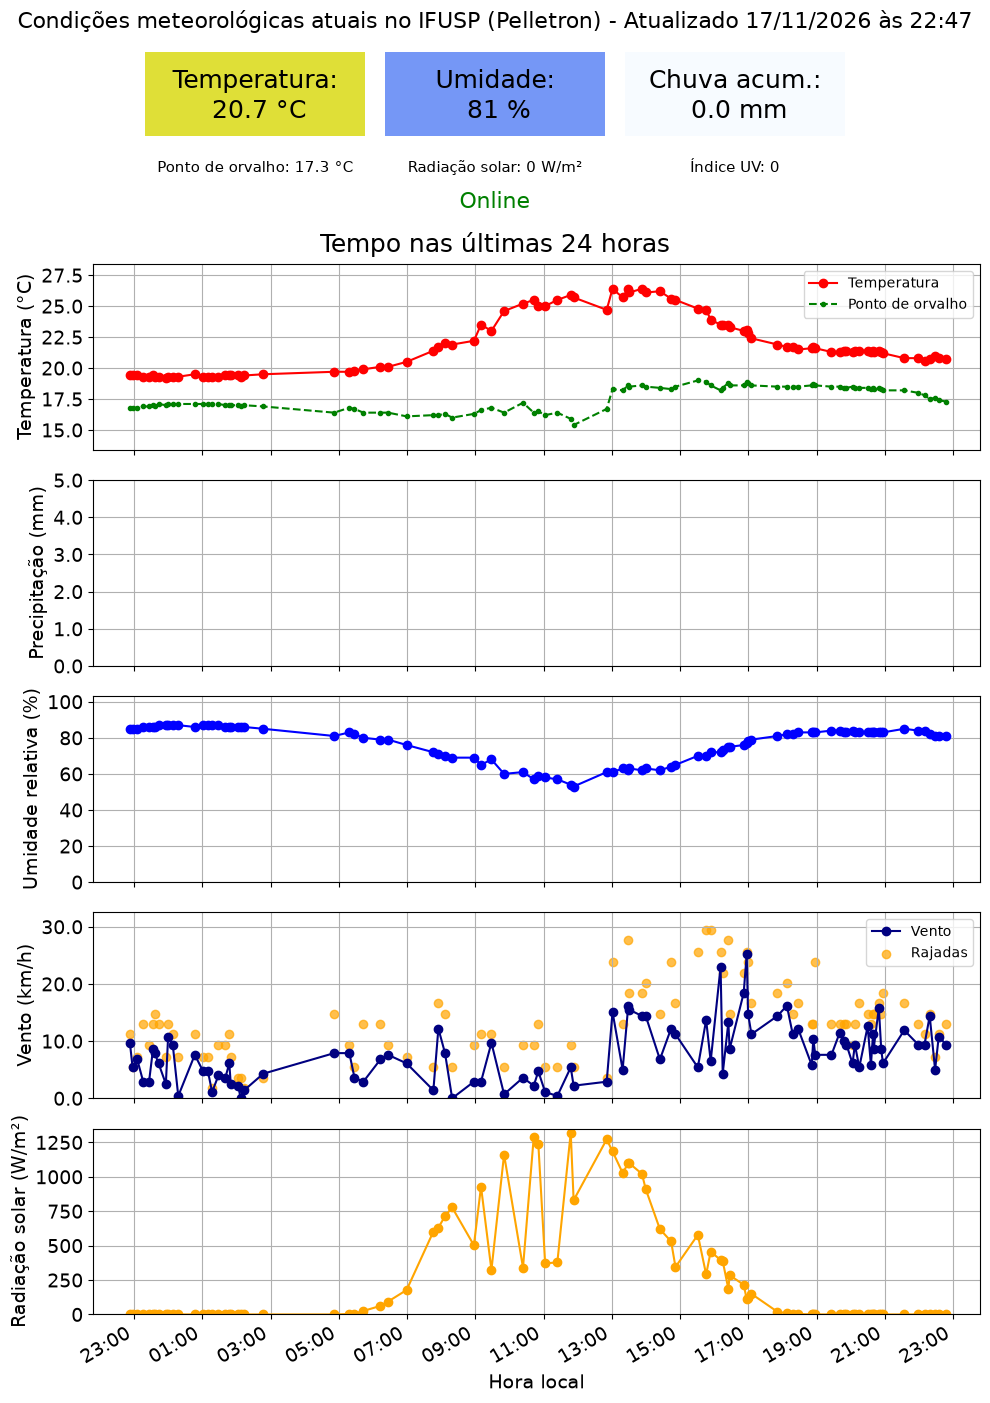 Condições meteorológicas atuais no IFUSP (Pelletron) - Atualizado 17/11/2026 às 22:47
Temperatura:
20.7 °C
Umidade:
81 %
Chuva acum.:
0.0 mm
Ponto de orvalho: 17.3 °C
Radiação solar: 0 W/m²
Índice UV: 0
Online
Tempo nas últimas 24 horas
Temperatura (°C)
27.5
25.0
22.5
20.0
17.5
15.0
Temperatura
Ponto de orvalho
Precipitação (mm)
5.0
4.0
3.0
2.0
1.0
0.0
Umidade relativa (%)
100
80
60
40
20
0
Vento (km/h)
30.0
20.0
10.0
0.0
Vento
Rajadas
Radiação solar (W/m²)
1250
1000
750
500
250
0
23:00 01:00 03:00 05:00 07:00 09:00 11:00 13:00 15:00 17:00 19:00 21:00 23:00
Hora local